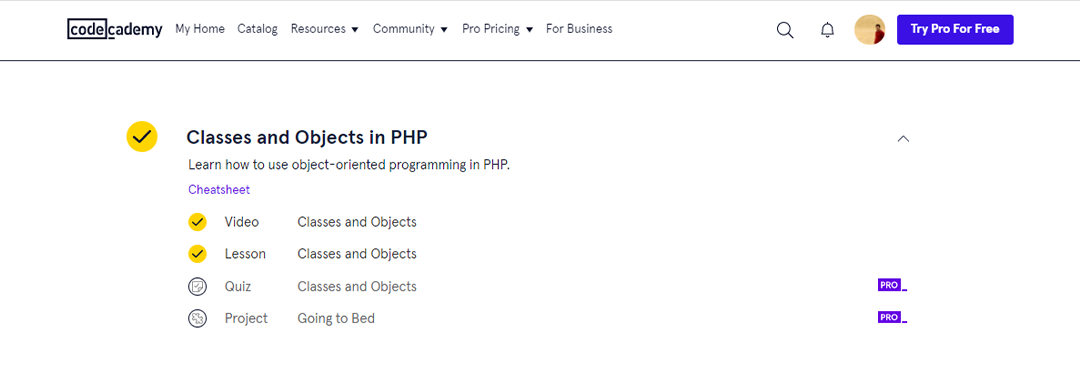 codecademy My Home Catalog Resources Community Pro Pricing For Business Try Pro For Free
Classes and Objects in PHP
Learn how to use object-oriented programming in PHP.
Cheatsheet
Video Classes and Objects
Lesson Classes and Objects
Quiz Classes and Objects PRO_
Project Going to Bed PRO_